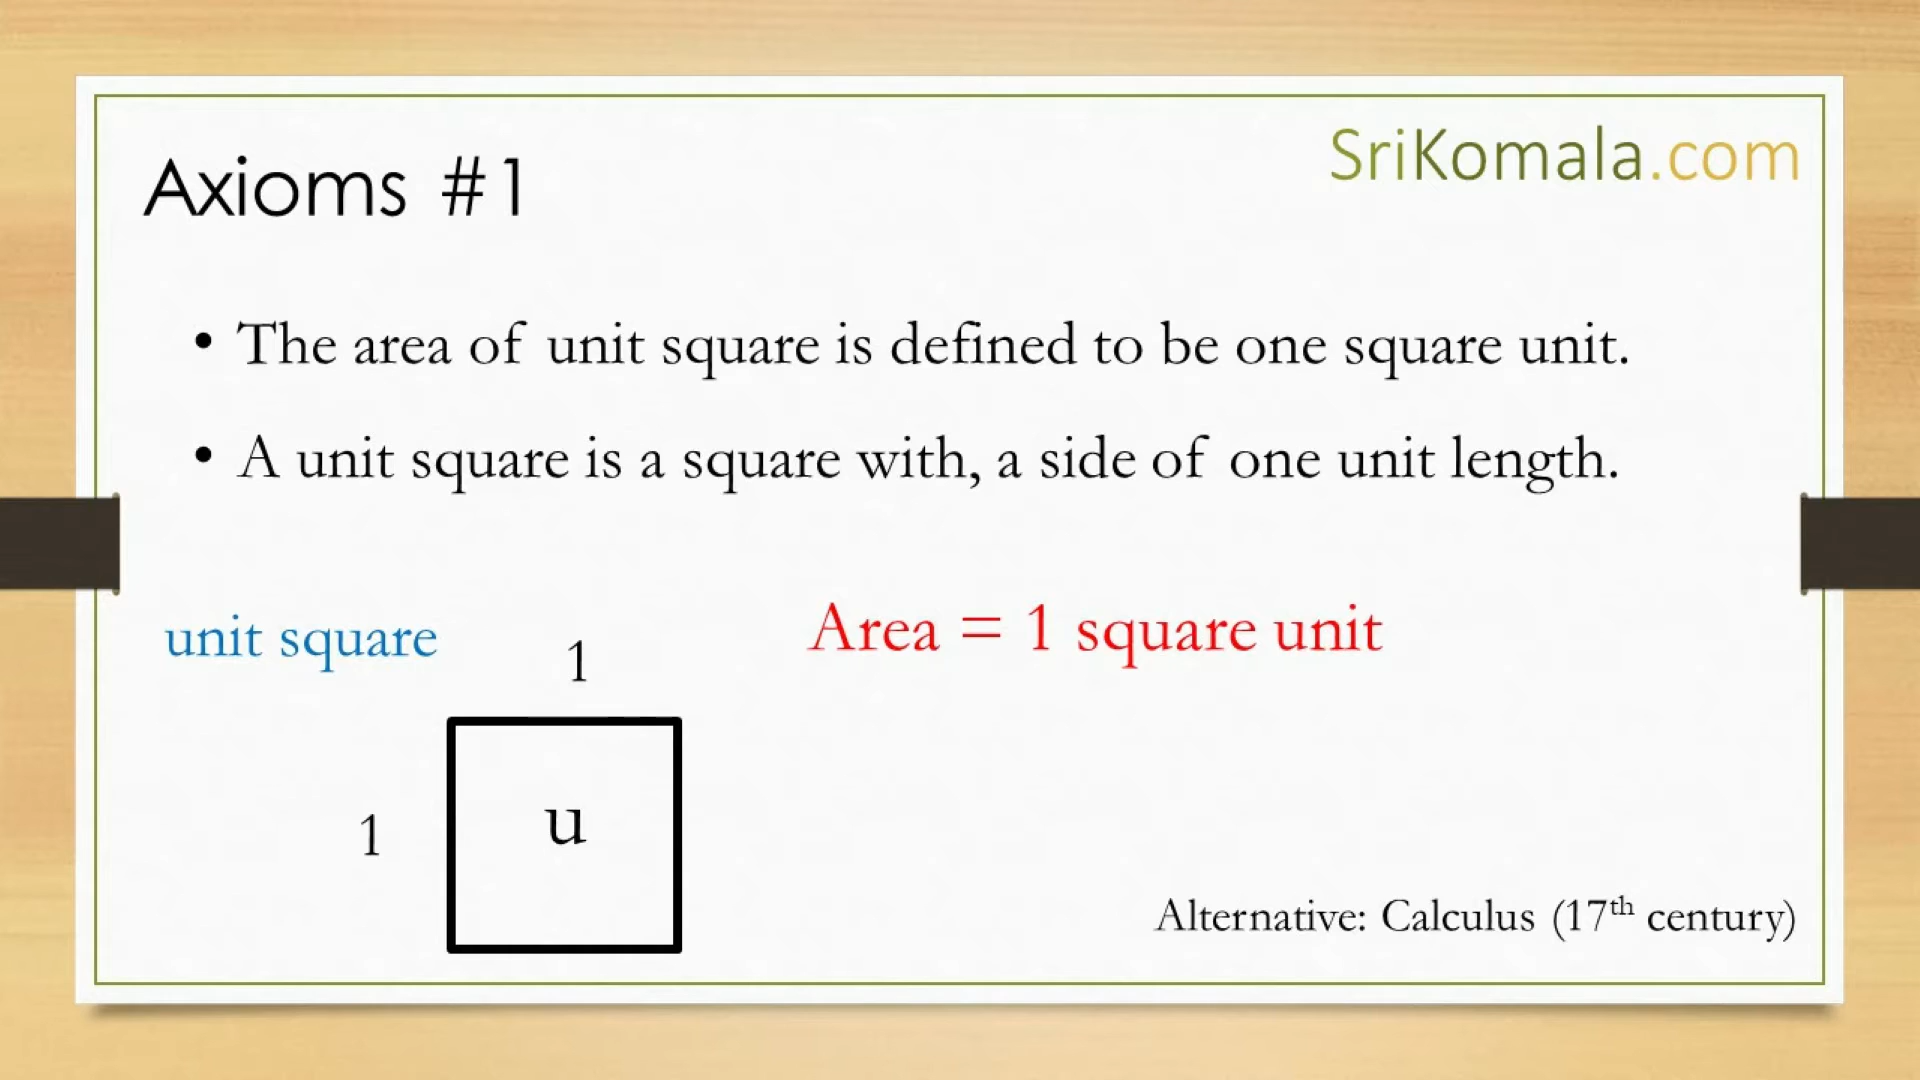 SriKomala.com
Axioms #1
• The area of unit square is defined to be one square unit.
• A unit square is a square with, a side of one unit length.
unit square
1
Area = 1 square unit
1
u
Alternative: Calculus (17th century)